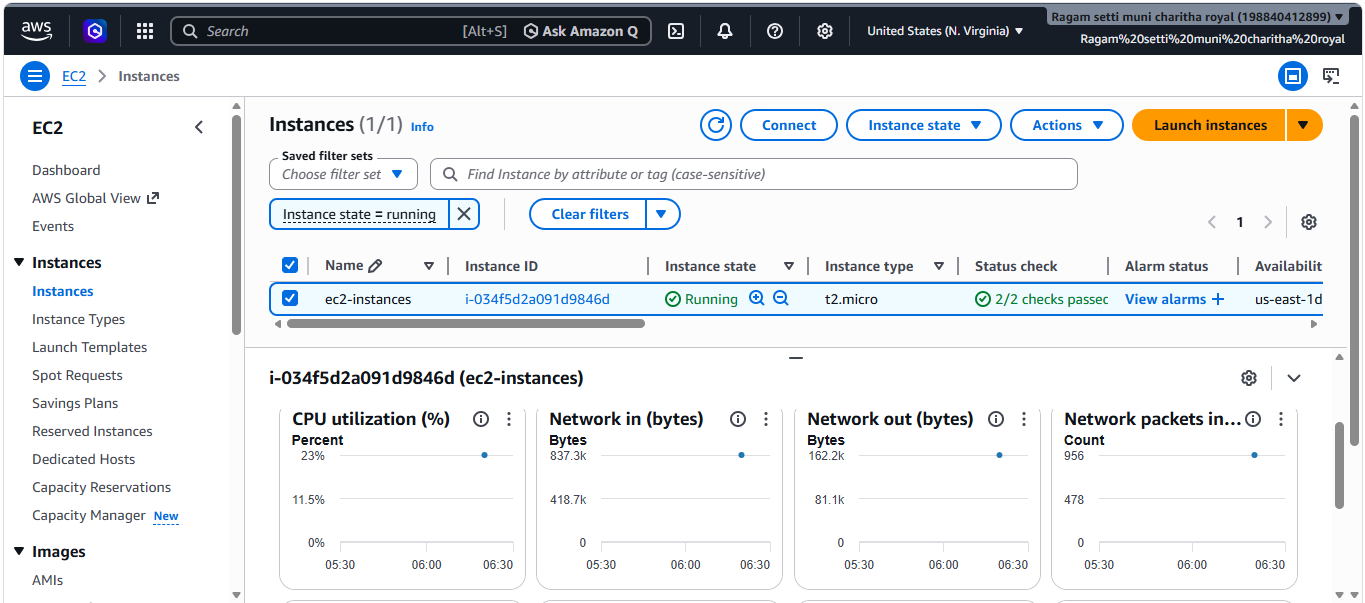 aws
Search [Alt+S] Ask Amazon Q
United States (N. Virginia) ▼
Ragam setti muni charitha royal (198840412899) ▼
Ragam%20setti%20muni%20charitha%20royal
EC2 > Instances
EC2
Dashboard
AWS Global View
Events
Instances
Instances
Instance Types
Launch Templates
Spot Requests
Savings Plans
Reserved Instances
Dedicated Hosts
Capacity Reservations
Capacity Manager New
Images
AMIs
Instances (1/1) Info
Connect
Instance state
Actions
Launch instances
Saved filter sets
Choose filter set
Find Instance by attribute or tag (case-sensitive)
Instance state = running
Clear filters
1
Name Instance ID Instance state Instance type Status check Alarm status Availabilit
ec2-instances i-034f5d2a091d9846d Running t2.micro 2/2 checks passec View alarms + us-east-1d
i-034f5d2a091d9846d (ec2-instances)
CPU utilization (%)
Percent
23%
11.5%
0%
05:30 06:00 06:30
Network in (bytes)
Bytes
837.3k
418.7k
0
05:30 06:00 06:30
Network out (bytes)
Bytes
162.2k
81.1k
0
05:30 06:00 06:30
Network packets in...
Count
956
478
0
05:30 06:00 06:30